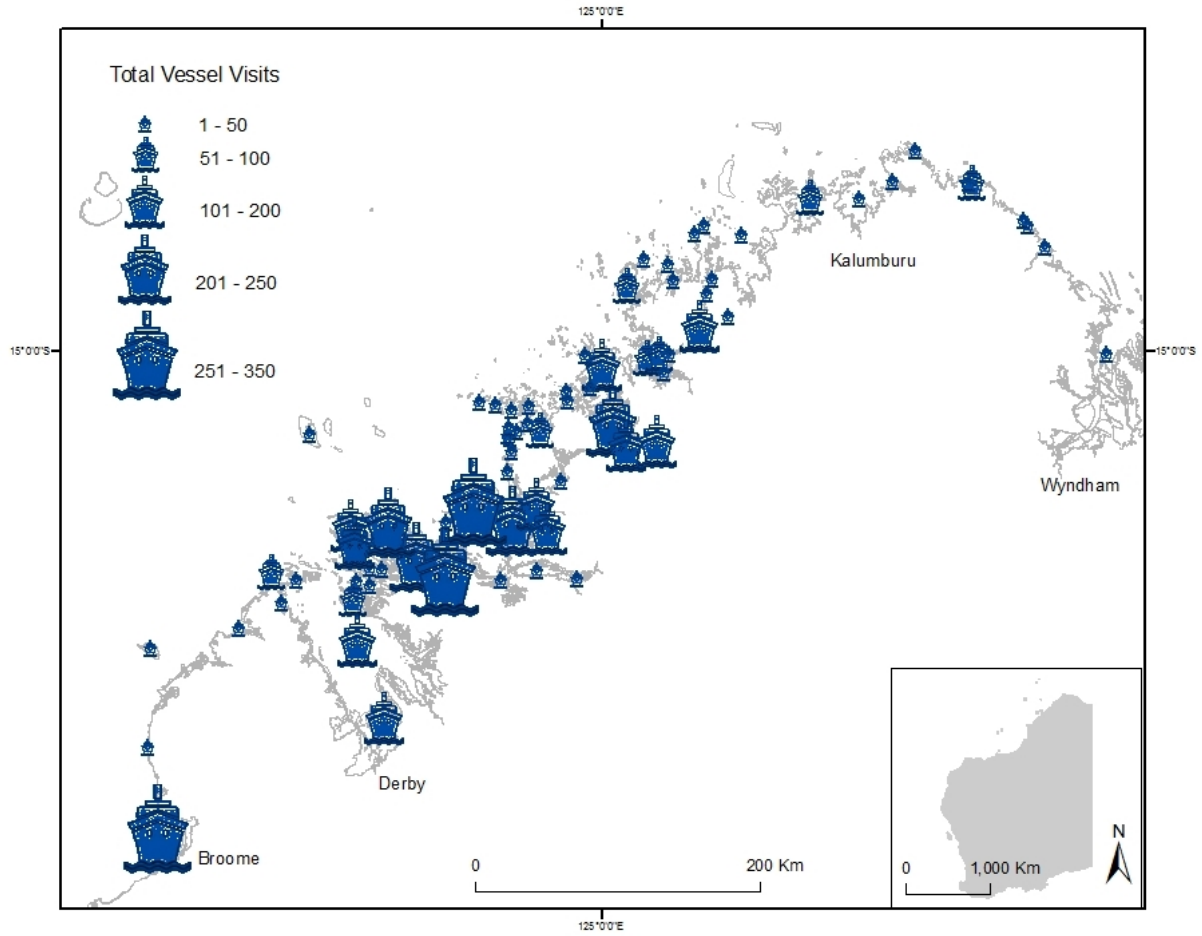 125°0'0"E
Total Vessel Visits
1 - 50
51 - 100
101 - 200
201 - 250
251 - 350
Kalumburu
15°0'0"S
15°0'0"S
Wyndham
Derby
Broome
0 200 Km
N
0 1,000 Km
125°0'0"E